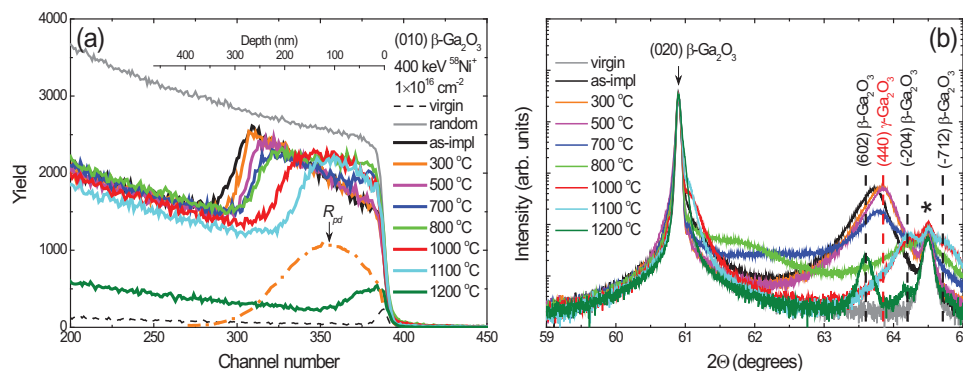 (a)
Depth (nm)
400 300 200 100 0
(010) β-Ga₂O₃
400 keV ⁵⁸Ni⁺
1×10¹⁶ cm⁻²
virgin
random
as-impl
300 °C
500 °C
700 °C
800 °C
1000 °C
1100 °C
1200 °C
R_pd
Yield
4000
3000
2000
1000
0
200 250 300 350 400 450
Channel number
(b)
(020) β-Ga₂O₃
virgin
as-impl
300 °C
500 °C
700 °C
800 °C
1000 °C
1100 °C
1200 °C
(602) β-Ga₂O₃
(440) γ-Ga₂O₃
(-204) β-Ga₂O₃
(-712) β-Ga₂O₃
*
Intensity (arb. units)
59 60 61 62 63 64 6
2Θ (degrees)